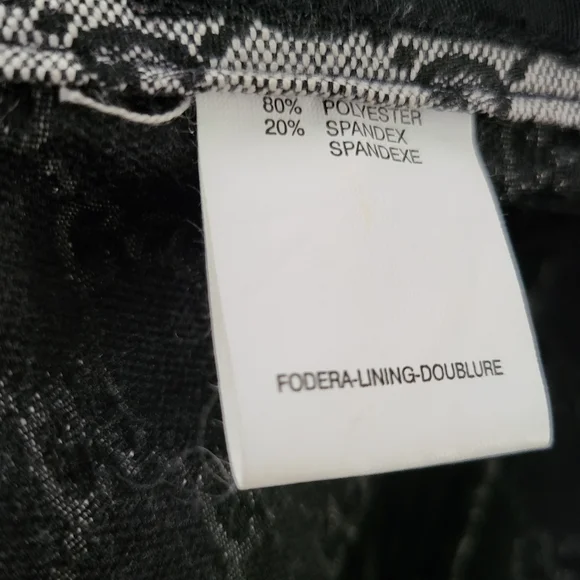 80% POLYESTER
20% SPANDEX
SPANDEXE
FODERA-LINING-DOUBLURE